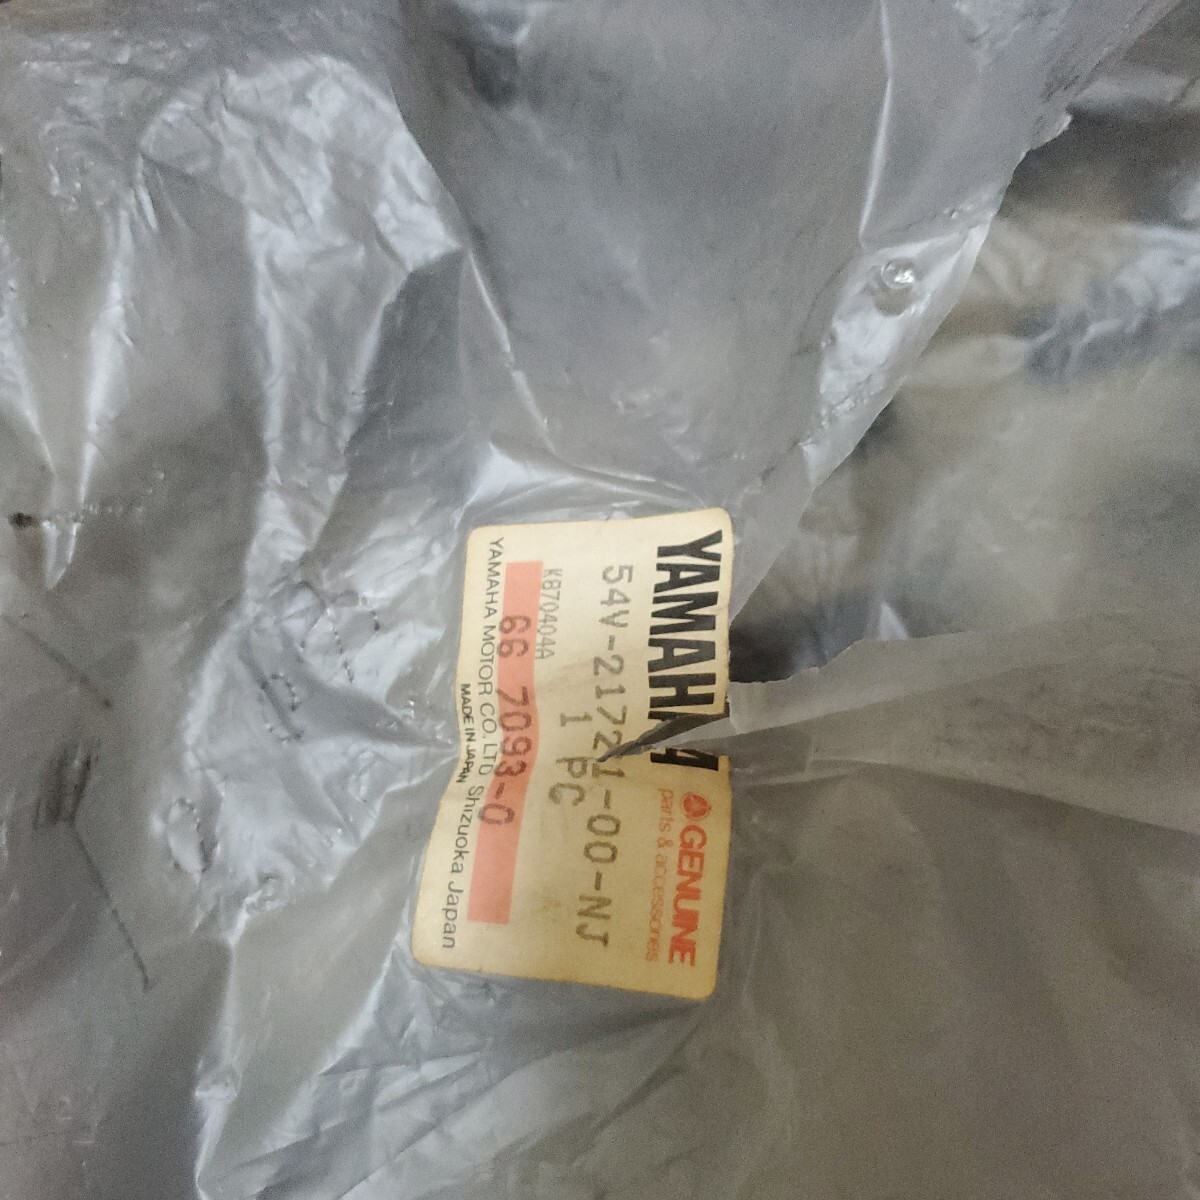 YAMAHA
GENUINE
parts & accessories
54V-21721-00-NJ
1 PC
K870404A
66 7093-0
YAMAHA MOTOR CO., LTD. Shizuoka Japan
MADE IN JAPAN